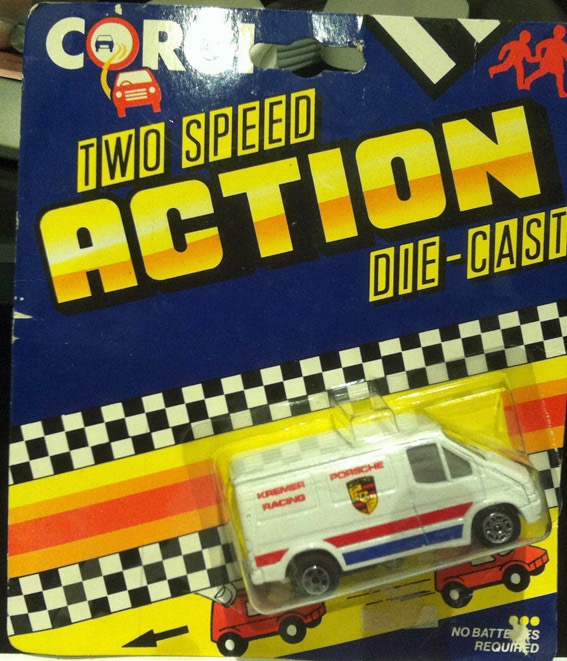 CORGI
TWO SPEED
ACTION
DIE-CAST
KREMER
RACING
PORSCHE
NO BATTERIES
REQUIRED